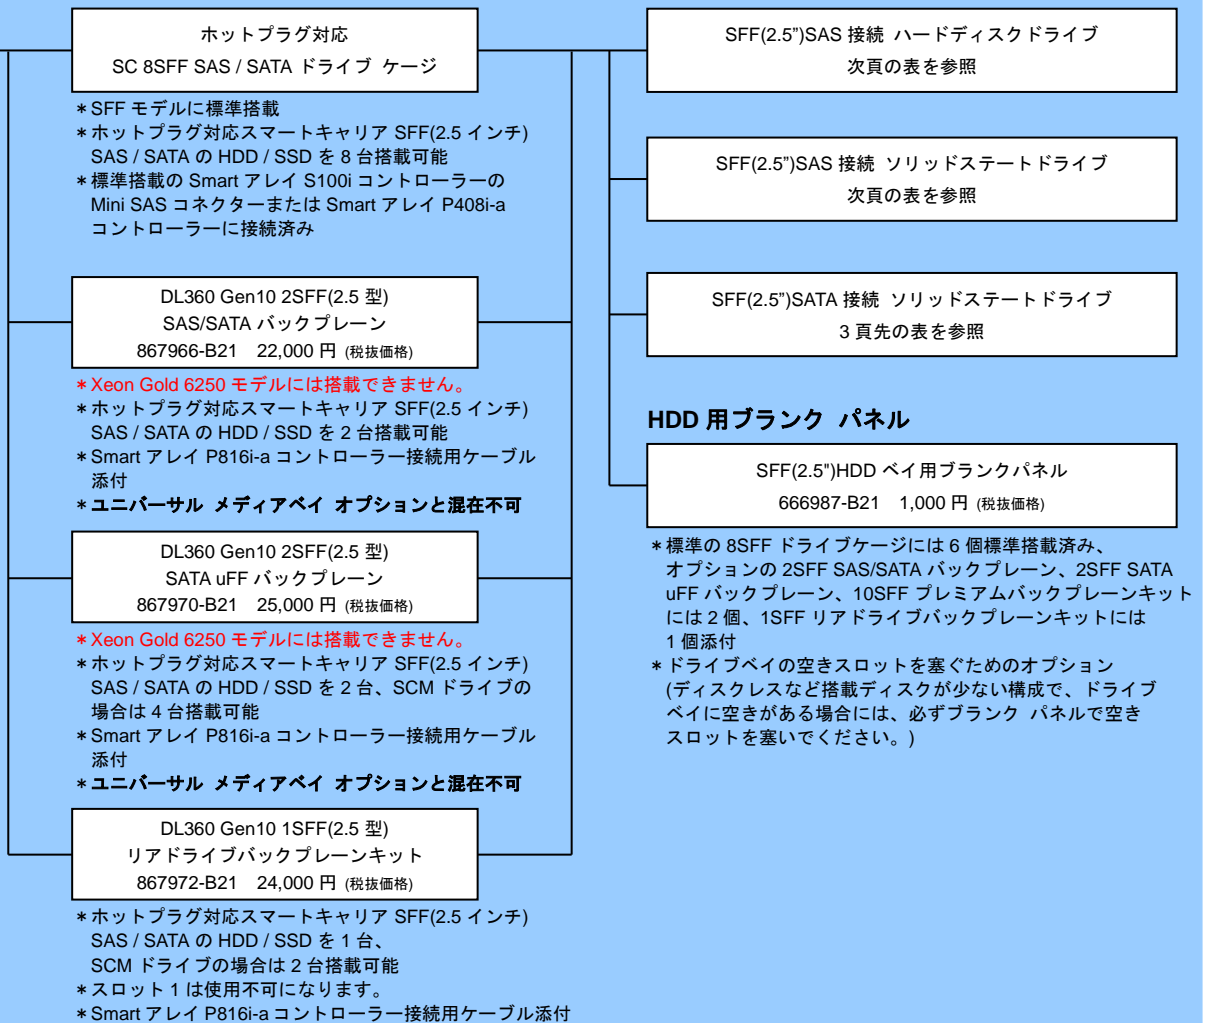 ホットプラグ対応
SC 8SFF SAS / SATA ドライブ ケージ
＊SFF モデルに標準搭載
＊ホットプラグ対応スマートキャリア SFF(2.5 インチ)
SAS / SATA の HDD / SSD を 8 台搭載可能
＊標準搭載の Smart アレイ S100i コントローラーの
Mini SAS コネクターまたは Smart アレイ P408i-a
コントローラーに接続済み
DL360 Gen10 2SFF(2.5 型)
SAS/SATA バックプレーン
867966-B21 22,000 円 (税抜価格)
＊Xeon Gold 6250 モデルには搭載できません。
＊ホットプラグ対応スマートキャリア SFF(2.5 インチ)
SAS / SATA の HDD / SSD を 2 台搭載可能
＊Smart アレイ P816i-a コントローラー接続用ケーブル
添付
＊ユニバーサル メディアベイ オプションと混在不可
DL360 Gen10 2SFF(2.5 型)
SATA uFF バックプレーン
867970-B21 25,000 円 (税抜価格)
＊Xeon Gold 6250 モデルには搭載できません。
＊ホットプラグ対応スマートキャリア SFF(2.5 インチ)
SAS / SATA の HDD / SSD を 2 台、SCM ドライブの
場合は 4 台搭載可能
＊Smart アレイ P816i-a コントローラー接続用ケーブル
添付
＊ユニバーサル メディアベイ オプションと混在不可
DL360 Gen10 1SFF(2.5 型)
リアドライブバックプレーンキット
867972-B21 24,000 円 (税抜価格)
＊ホットプラグ対応スマートキャリア SFF(2.5 インチ)
SAS / SATA の HDD / SSD を 1 台、
SCM ドライブの場合は 2 台搭載可能
＊スロット 1 は使用不可になります。
＊Smart アレイ P816i-a コントローラー接続用ケーブル添付
SFF(2.5”)SAS 接続 ハードディスクドライブ
次頁の表を参照
SFF(2.5”)SAS 接続 ソリッドステートドライブ
次頁の表を参照
SFF(2.5”)SATA 接続 ソリッドステートドライブ
3 頁先の表を参照
HDD 用ブランク パネル
SFF(2.5")HDD ベイ用ブランクパネル
666987-B21 1,000 円 (税抜価格)
＊標準の 8SFF ドライブケージには 6 個標準搭載済み、
オプションの 2SFF SAS/SATA バックプレーン、2SFF SATA
uFF バックプレーン、10SFF プレミアムバックプレーンキット
には 2 個、1SFF リアドライブバックプレーンキットには
1 個添付
＊ドライブベイの空きスロットを塞ぐためのオプション
(ディスクレスなど搭載ディスクが少ない構成で、ドライブ
ベイに空きがある場合には、必ずブランク パネルで空き
スロットを塞いでください。)